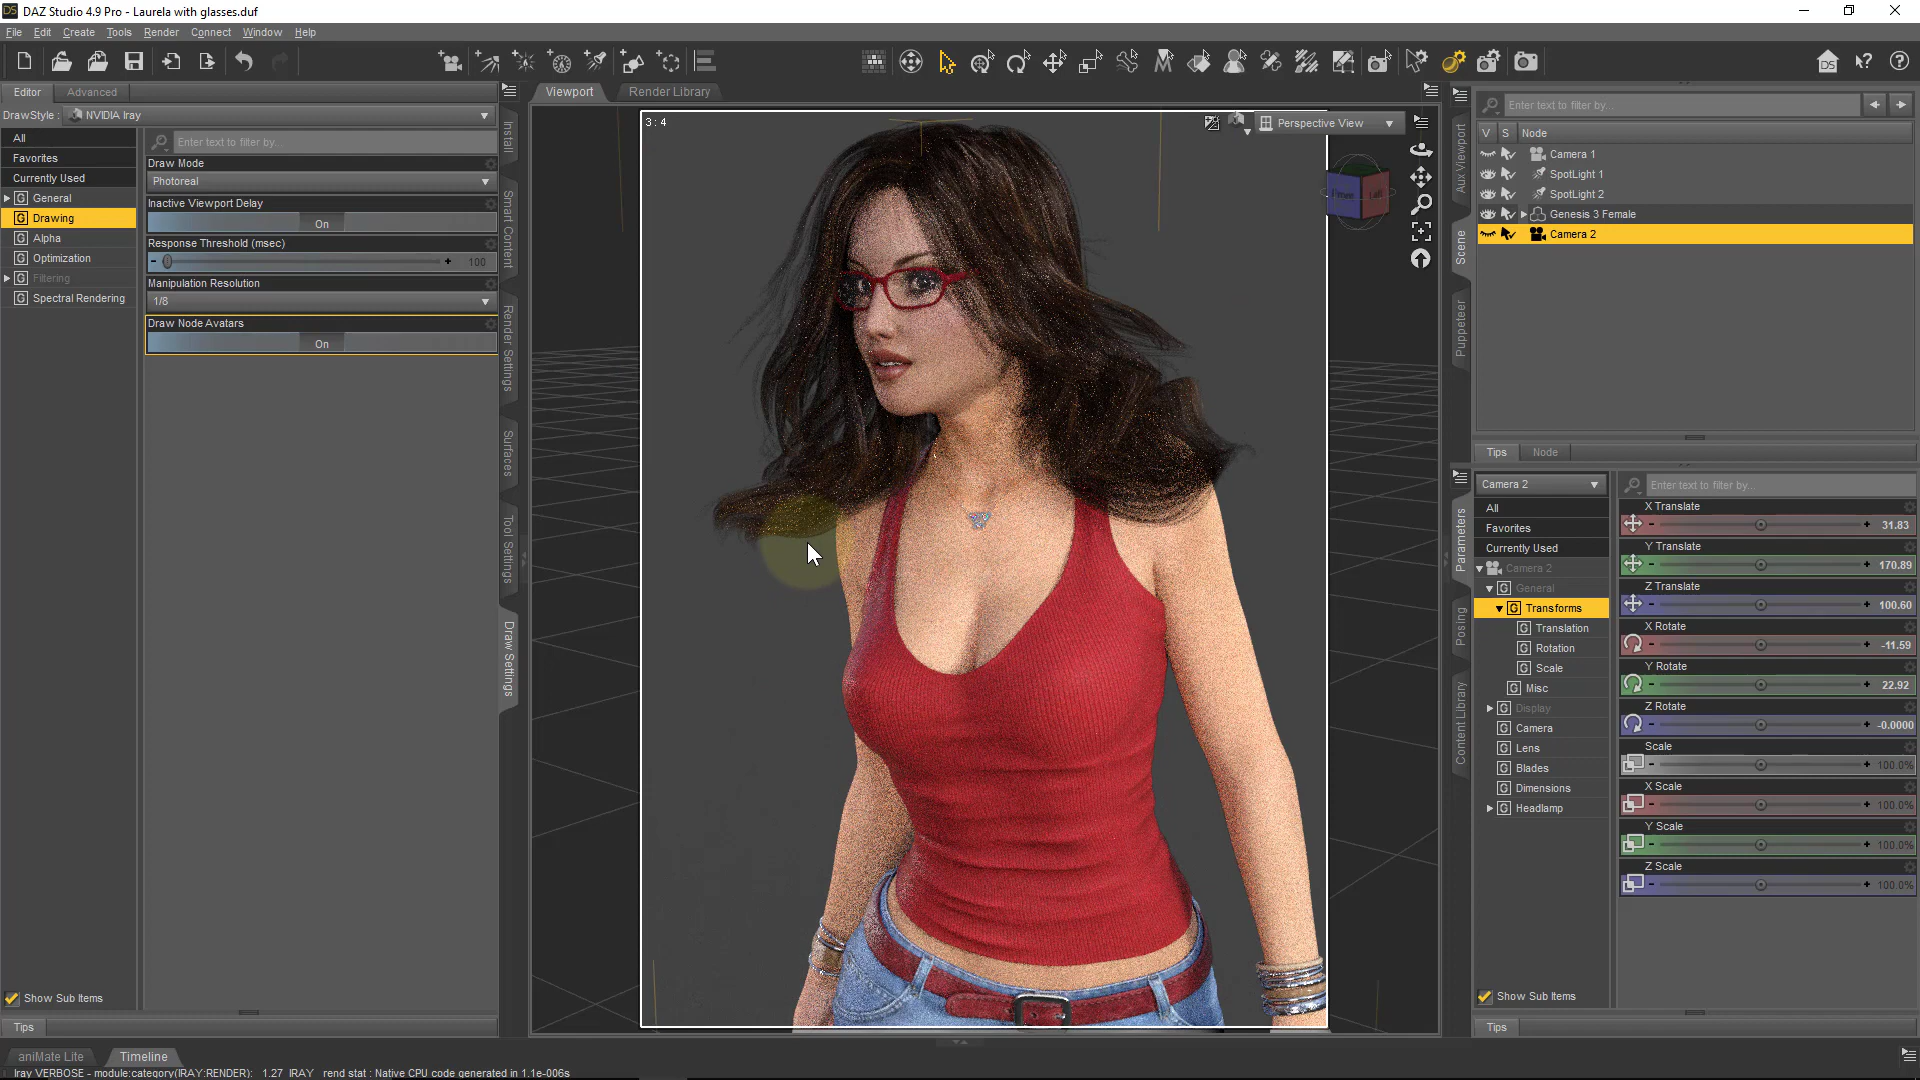 DAZ Studio 4.9 Pro - Laurela with glasses.duf
File Edit Create Tools Render Connect Window Help
Editor Advanced
DrawStyle : NVIDIA Iray
All
Favorites
Currently Used
General
Drawing
Alpha
Optimization
Filtering
Spectral Rendering
Enter text to filter by...
Draw Mode
Photoreal
Inactive Viewport Delay
On
Response Threshold (msec)
- + 100
Manipulation Resolution
1/8
Draw Node Avatars
On
Show Sub Items
Tips
Install
Smart Content
Render Settings
Surfaces
Tool Settings
Draw Settings
Viewport Render Library
3 : 4
Perspective View
Front Left
Aux Viewport
Scene
Puppeteer
Enter text to filter by...
V S Node
Camera 1
SpotLight 1
SpotLight 2
Genesis 3 Female
Camera 2
Tips Node
Parameters
Posing
Content Library
Camera 2
All
Favorites
Currently Used
Camera 2
General
Transforms
Translation
Rotation
Scale
Misc
Display
Camera
Lens
Blades
Dimensions
Headlamp
Show Sub Items
Enter text to filter by...
X Translate
- + 31.83
Y Translate
- + 170.89
Z Translate
- + 100.60
X Rotate
- + -11.59
Y Rotate
- + 22.92
Z Rotate
- + -0.0000
Scale
- + 100.0%
X Scale
- + 100.0%
Y Scale
- + 100.0%
Z Scale
- + 100.0%
Tips
aniMate Lite Timeline
Iray VERBOSE - module:category(IRAY:RENDER): 1.27 IRAY rend stat : Native CPU code generated in 1.1e-006s